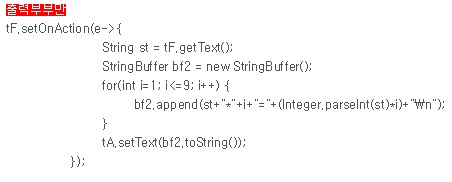 출력부부만
tF.setOnAction(e->{
String st = tF.getText();
StringBuffer bf2 = new StringBuffer();
for(int i=1; i<=9; i++) {
bf2.append(st+"*"+i+"="+(Integer.parseInt(st)*i)+"₩n");
}
tA.setText(bf2.toString());
});